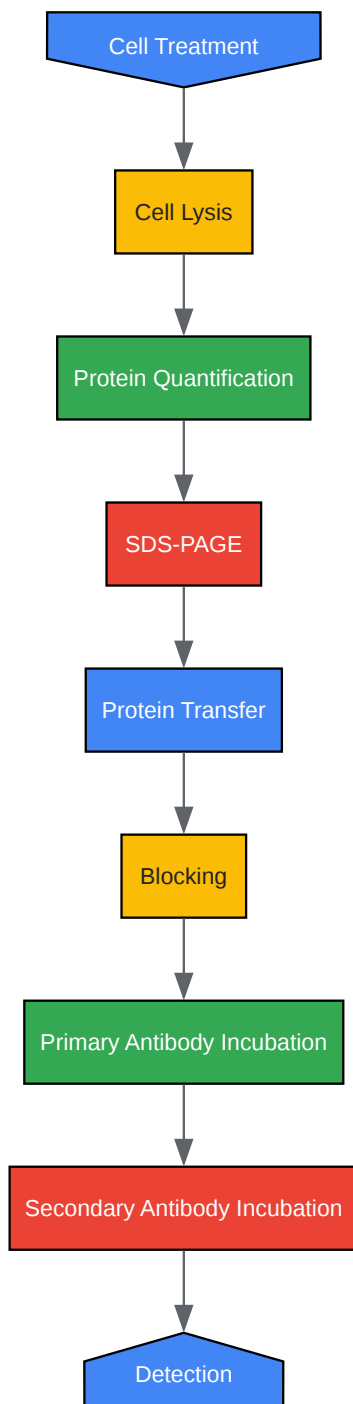 Cell Treatment
Cell Lysis
Protein Quantification
SDS-PAGE
Protein Transfer
Blocking
Primary Antibody Incubation
Secondary Antibody Incubation
Detection